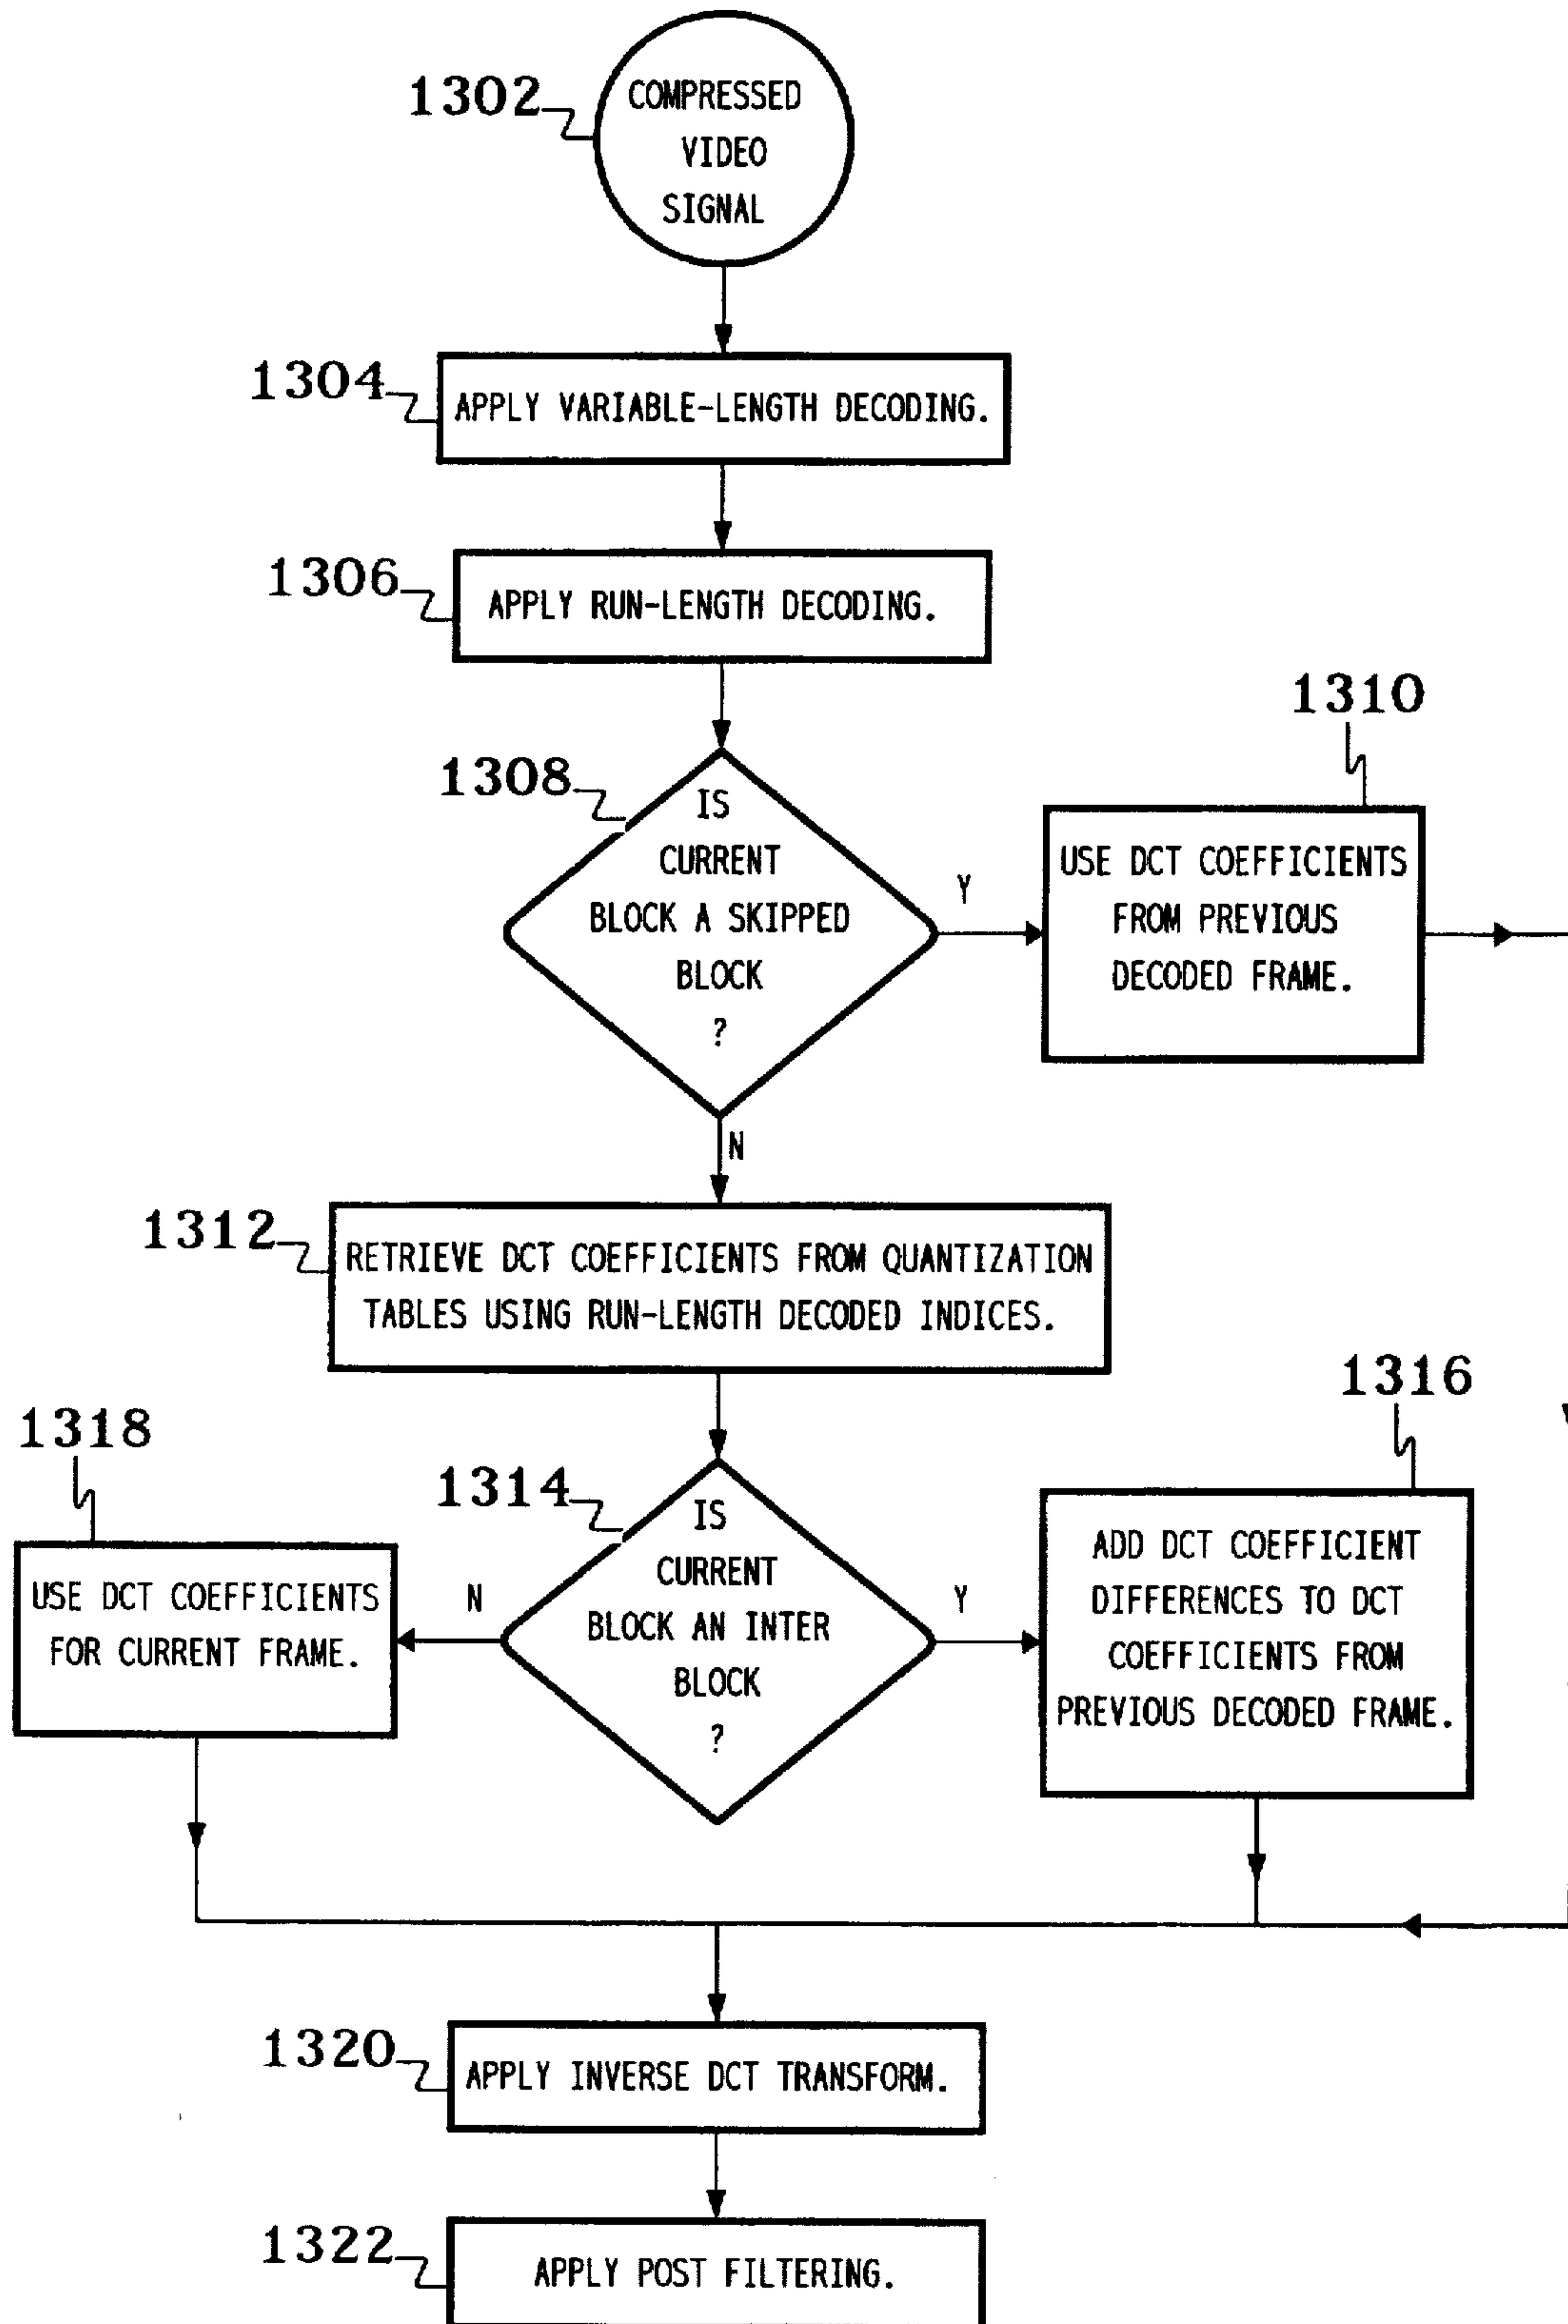 1302
COMPRESSED
VIDEO
SIGNAL
1304
APPLY VARIABLE-LENGTH DECODING.
1306
APPLY RUN-LENGTH DECODING.
1308
IS
CURRENT
BLOCK A SKIPPED
BLOCK
?
Y
1310
USE DCT COEFFICIENTS
FROM PREVIOUS
DECODED FRAME.
N
1312
RETRIEVE DCT COEFFICIENTS FROM QUANTIZATION
TABLES USING RUN-LENGTH DECODED INDICES.
1314
IS
CURRENT
BLOCK AN INTER
BLOCK
?
Y
1316
ADD DCT COEFFICIENT
DIFFERENCES TO DCT
COEFFICIENTS FROM
PREVIOUS DECODED FRAME.
N
1318
USE DCT COEFFICIENTS
FOR CURRENT FRAME.
1320
APPLY INVERSE DCT TRANSFORM.
1322
APPLY POST FILTERING.